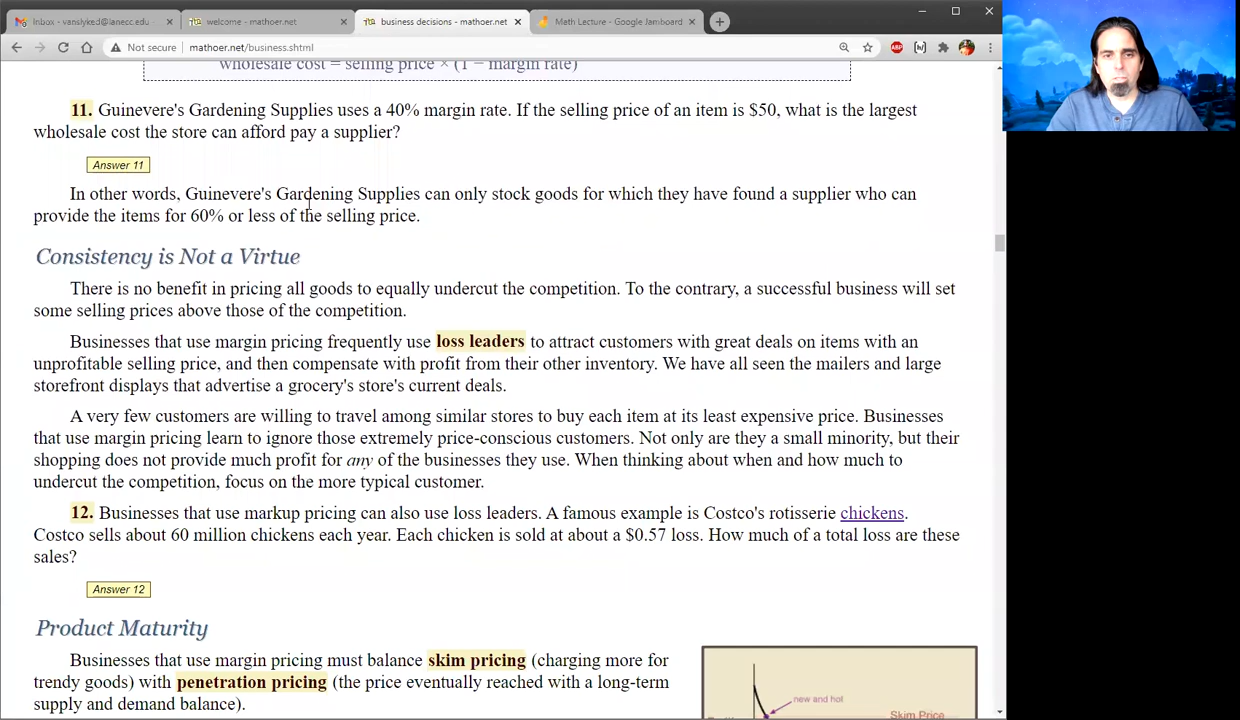 Inbox - vanslyked@lanecc.edu -
welcome - mathoer.net
business decisions - mathoer.net
Math Lecture - Google Jamboard
Not secure | mathoer.net/business.shtml
wholesale cost = selling price × (1 − margin rate)
11. Guinevere's Gardening Supplies uses a 40% margin rate. If the selling price of an item is $50, what is the largest
wholesale cost the store can afford pay a supplier?
Answer 11
In other words, Guinevere's Gardening Supplies can only stock goods for which they have found a supplier who can
provide the items for 60% or less of the selling price.
Consistency is Not a Virtue
There is no benefit in pricing all goods to equally undercut the competition. To the contrary, a successful business will set
some selling prices above those of the competition.
Businesses that use margin pricing frequently use loss leaders to attract customers with great deals on items with an
unprofitable selling price, and then compensate with profit from their other inventory. We have all seen the mailers and large
storefront displays that advertise a grocery's store's current deals.
A very few customers are willing to travel among similar stores to buy each item at its least expensive price. Businesses
that use margin pricing learn to ignore those extremely price-conscious customers. Not only are they a small minority, but their
shopping does not provide much profit for any of the businesses they use. When thinking about when and how much to
undercut the competition, focus on the more typical customer.
12. Businesses that use markup pricing can also use loss leaders. A famous example is Costco's rotisserie chickens.
Costco sells about 60 million chickens each year. Each chicken is sold at about a $0.57 loss. How much of a total loss are these
sales?
Answer 12
Product Maturity
Businesses that use margin pricing must balance skim pricing (charging more for
trendy goods) with penetration pricing (the price eventually reached with a long-term
supply and demand balance).
new and hot
Skim Price